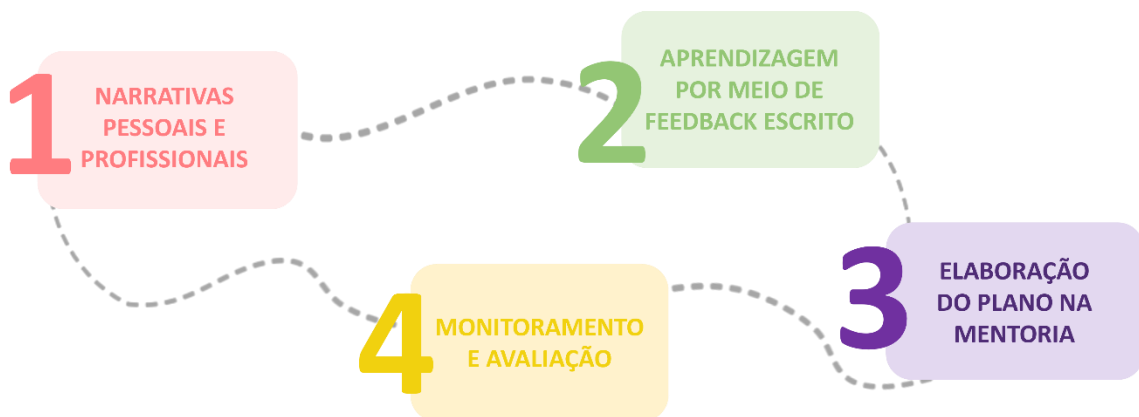 1
NARRATIVAS
PESSOAIS E
PROFISSIONAIS
2
APRENDIZAGEM
POR MEIO DE
FEEDBACK ESCRITO
3
ELABORAÇÃO
DO PLANO NA
MENTORIA
4
MONITORAMENTO
E AVALIAÇÃO